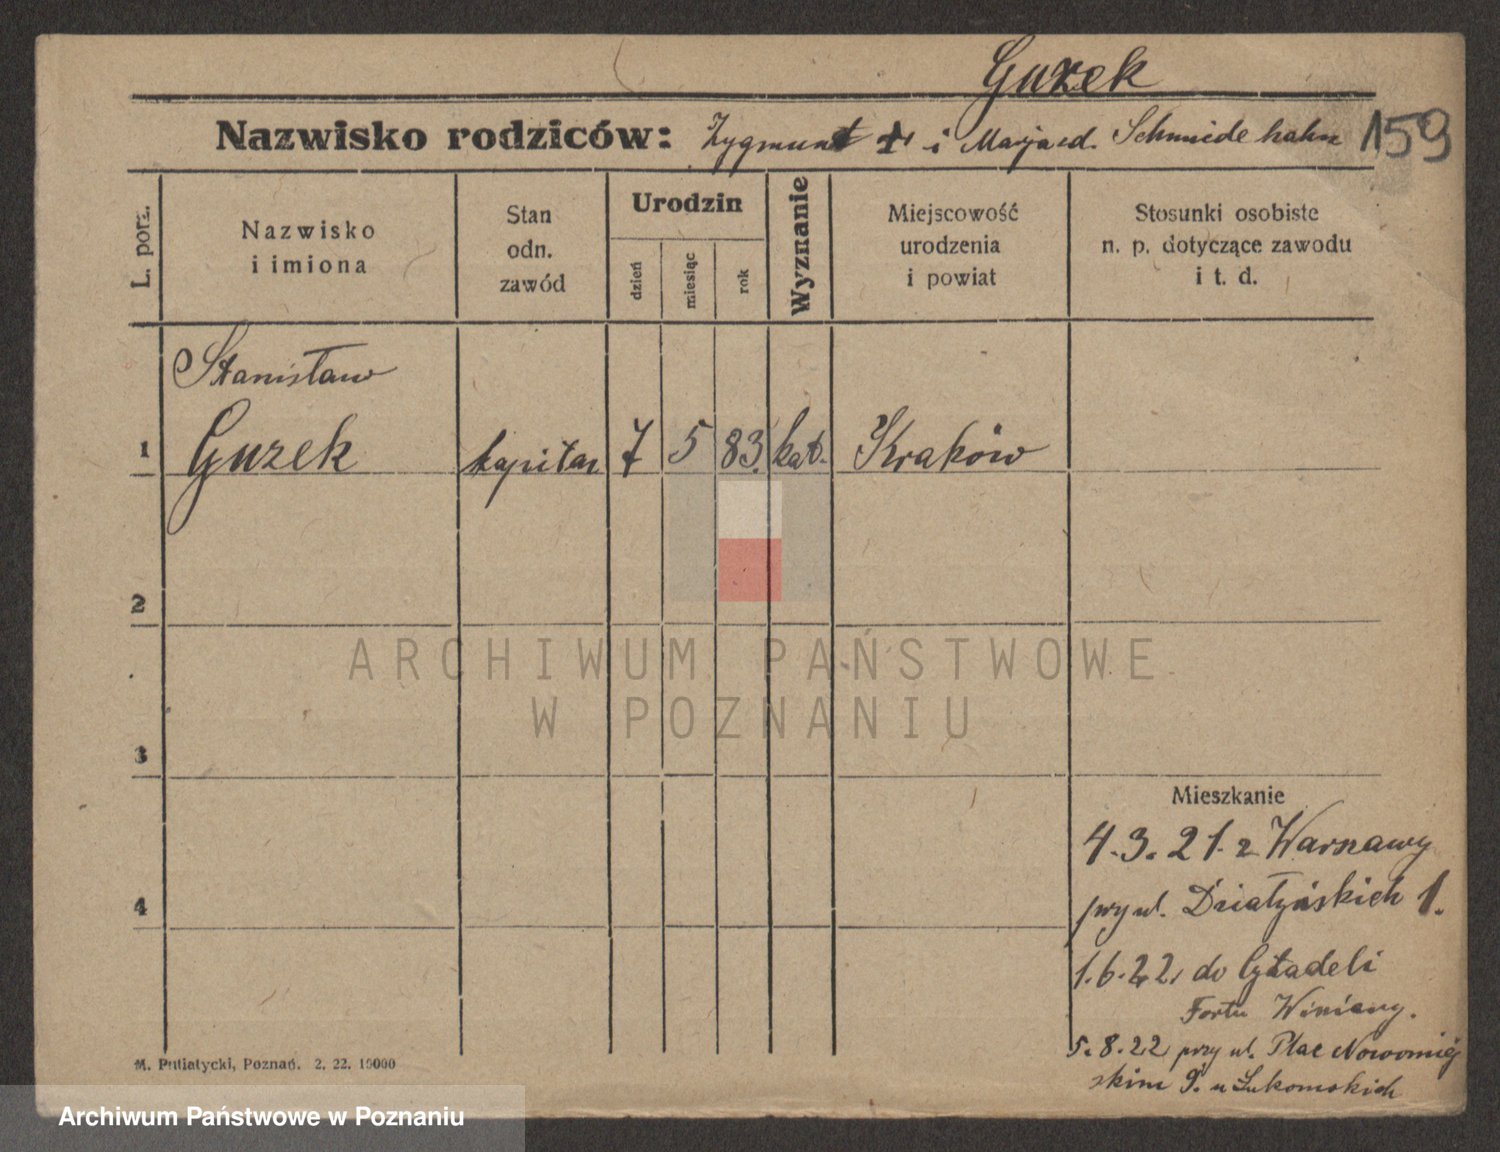 Guzek
Nazwisko rodziców: Zygmunt i Marja zd. Schmiedehahn 159
L. porz.
Nazwisko
i imiona
Stan
odn.
zawód
Urodzin
dzień
miesiąc
rok
Wyznanie
Miejscowość
urodzenia
i powiat
Stosunki osobiste
n. p. dotyczące zawodu
i t. d.
Stanisław
1 Guzek kapitan 7 5 83. kat. Kraków
2
ARCHIWUM PAŃSTWOWE
W POZNANIU
3
Mieszkanie
4.3.21. z Warszawy
4
przy ul. Działyńskich 1.
1.6.22, do Cytadeli
Fortu Winiary.
5.8.22 przy ul. Plac Nowomiej
skim 9. u Łukomskich
M. Putiatycki, Poznań. 2. 22. 15000
Archiwum Państwowe w Poznaniu